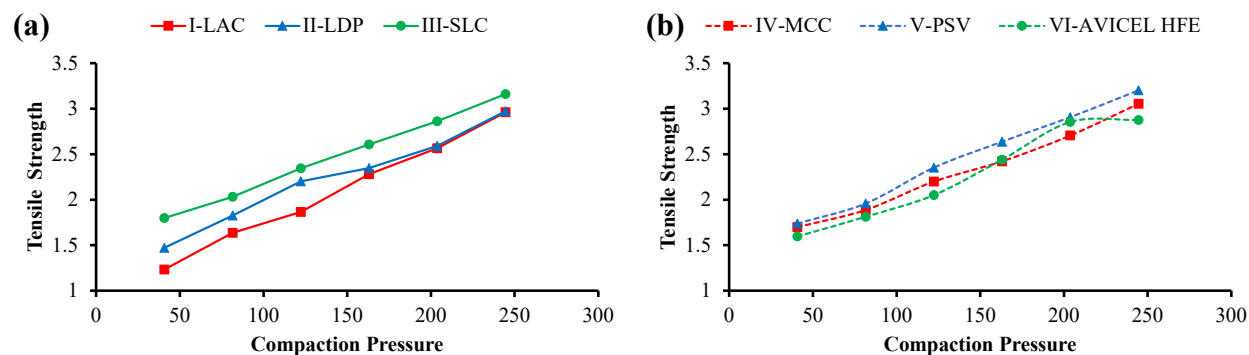 (a) I-LAC II-LDP III-SLC
3.5
3
2.5
2
1.5
1
Tensile Strength
0 50 100 150 200 250 300
Compaction Pressure
(b) IV-MCC V-PSV VI-AVICEL HFE
3.5
3
2.5
2
1.5
1
Tensile Strength
0 50 100 150 200 250 300
Compaction Pressure